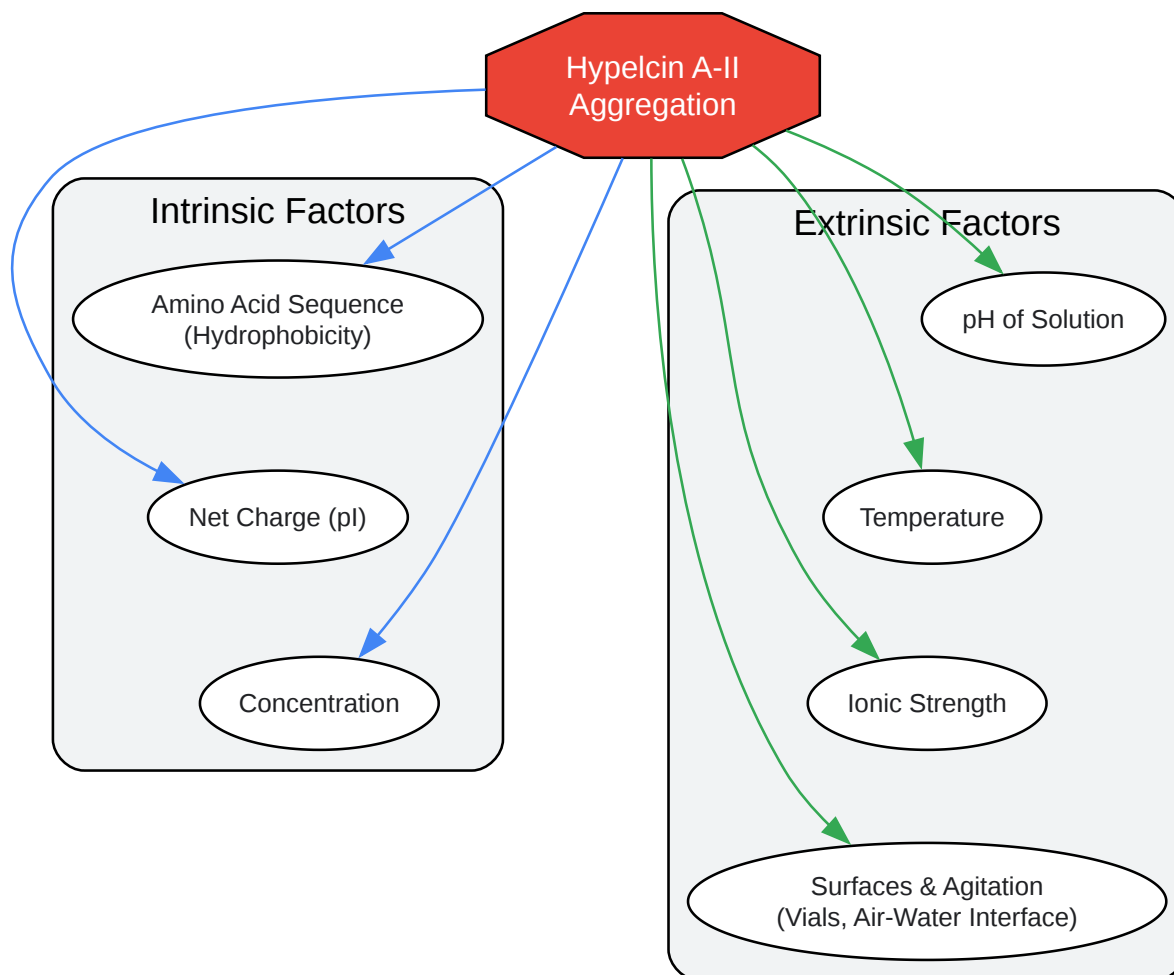 Hypelcin A-II
Aggregation
Intrinsic Factors
Amino Acid Sequence
(Hydrophobicity)
Net Charge (pI)
Concentration
Extrinsic Factors
pH of Solution
Temperature
Ionic Strength
Surfaces & Agitation
(Vials, Air-Water Interface)